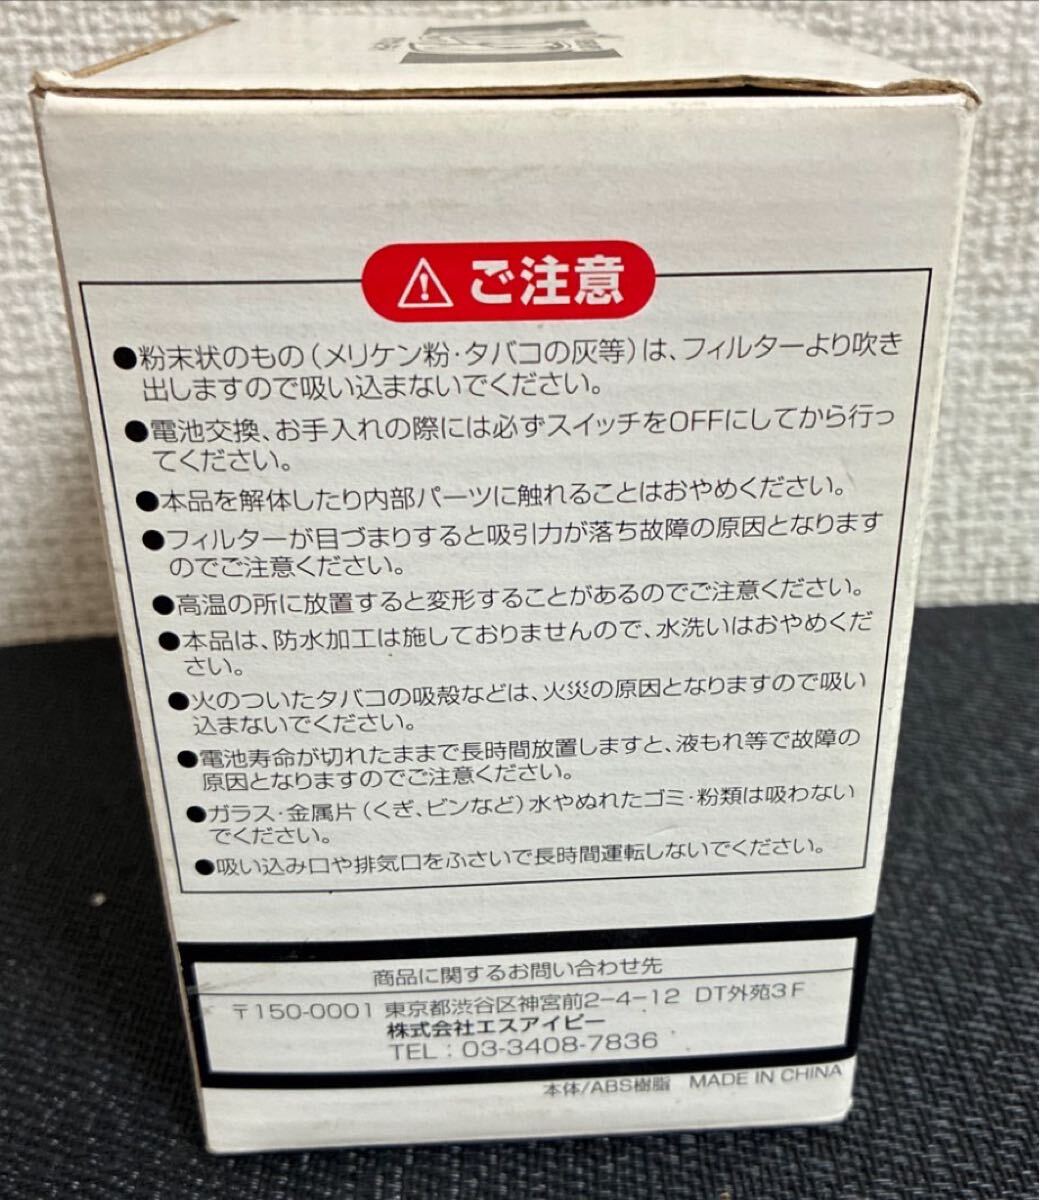 ご注意
●粉末状のもの(メリケン粉・タバコの灰等)は、フィルターより吹き
出しますので吸い込まないでください。
●電池交換、お手入れの際には必ずスイッチをOFFにしてから行っ
てください。
●本品を解体したり内部パーツに触れることはおやめください。
●フィルターが目づまりすると吸引力が落ち故障の原因となります
のでご注意ください。
●高温の所に放置すると変形することがあるのでご注意ください。
●本品は、防水加工は施しておりませんので、水洗いはおやめくだ
さい。
●火のついたタバコの吸殻などは、火災の原因となりますので吸い
込まないでください。
●電池寿命が切れたままで長時間放置しますと、液もれ等で故障の
原因となりますのでご注意ください。
●ガラス・金属片(くぎ、ビンなど)水やぬれたゴミ・粉類は吸わない
でください。
●吸い込み口や排気口をふさいで長時間運転しないでください。
商品に関するお問い合わせ先
〒150-0001 東京都渋谷区神宮前2-4-12 DT外苑3F
株式会社エスアイピー
TEL:03-3408-7836
本体/ABS樹脂 MADE IN CHINA